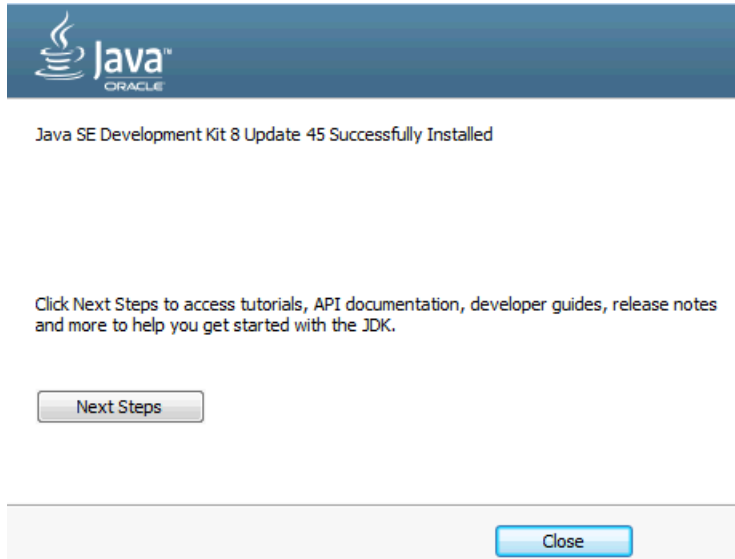 Java™
ORACLE
Java SE Development Kit 8 Update 45 Successfully Installed
Click Next Steps to access tutorials, API documentation, developer guides, release notes
and more to help you get started with the JDK.
Next Steps
Close